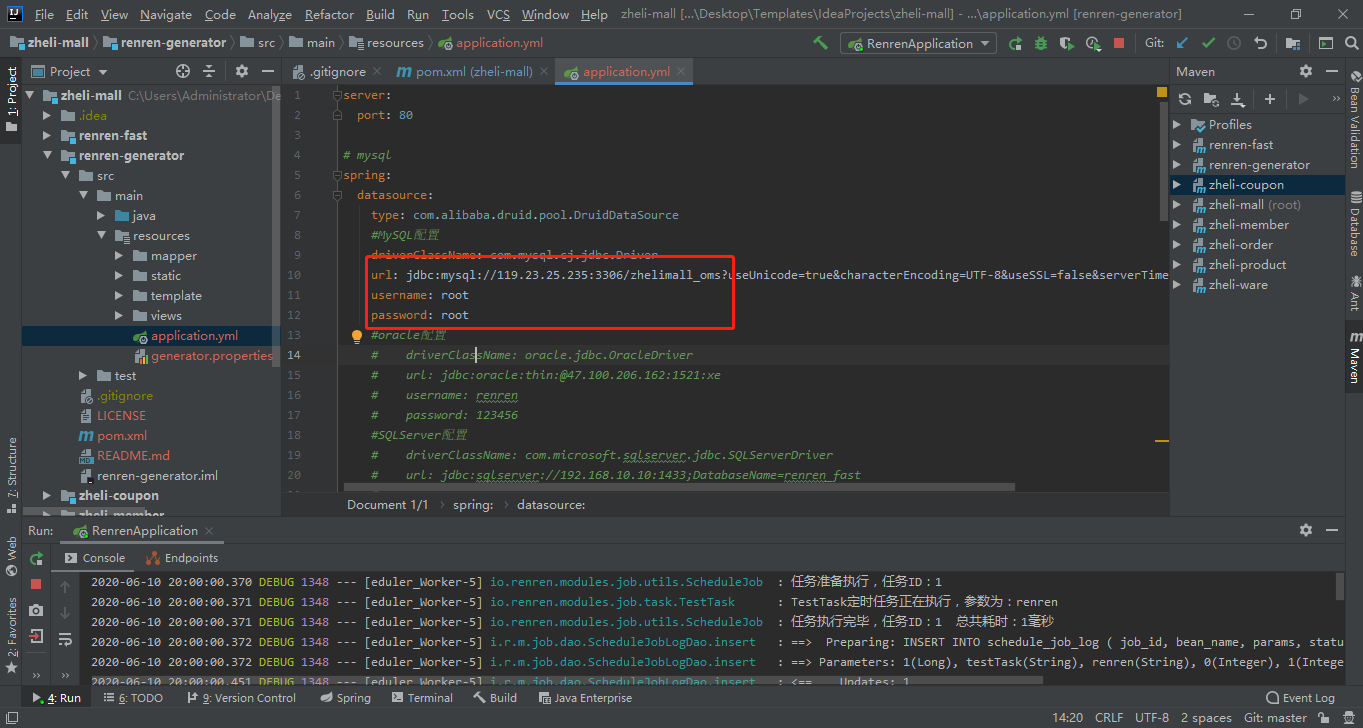 File Edit View Navigate Code Analyze Refactor Build Run Tools VCS Window Help zheli-mall [...\Desktop\Templates\IdeaProjects\zheli-mall] - ...\application.yml [renren-generator]
zheli-mall renren-generator src main resources application.yml RenrenApplication Git:
1: Project
Project
.gitignore
pom.xml (zheli-mall)
application.yml
Maven
zheli-mall C:\Users\Administrator\De
.idea
renren-fast
renren-generator
src
main
java
resources
mapper
static
template
views
application.yml
generator.properties
test
.gitignore
LICENSE
pom.xml
README.md
renren-generator.iml
zheli-coupon
zheli-member
1 server:
2 port: 80
3
4 # mysql
5 spring:
6 datasource:
7 type: com.alibaba.druid.pool.DruidDataSource
8 #MySQL配置
9 driverClassName: com.mysql.cj.jdbc.Driver
10 url: jdbc:mysql://119.23.25.235:3306/zhelimall_oms?useUnicode=true&characterEncoding=UTF-8&useSSL=false&serverTime
11 username: root
12 password: root
13 #oracle配置
14 # driverClassName: oracle.jdbc.OracleDriver
15 # url: jdbc:oracle:thin:@47.100.206.162:1521:xe
16 # username: renren
17 # password: 123456
18 #SQLServer配置
19 # driverClassName: com.microsoft.sqlserver.jdbc.SQLServerDriver
20 # url: jdbc:sqlserver://192.168.10.10:1433;DatabaseName=renren_fast
Document 1/1 spring: datasource:
Profiles
renren-fast
renren-generator
zheli-coupon
zheli-mall (root)
zheli-member
zheli-order
zheli-product
zheli-ware
Bean Validation
Database
Ant
Maven
7: Structure
Web
2: Favorites
Run: RenrenApplication
Console Endpoints
2020-06-10 20:00:00.370 DEBUG 1348 --- [eduler_Worker-5] io.renren.modules.job.utils.ScheduleJob : 任务准备执行，任务ID：1
2020-06-10 20:00:00.371 DEBUG 1348 --- [eduler_Worker-5] io.renren.modules.job.task.TestTask : TestTask定时任务正在执行，参数为：renren
2020-06-10 20:00:00.371 DEBUG 1348 --- [eduler_Worker-5] io.renren.modules.job.utils.ScheduleJob : 任务执行完毕，任务ID：1 总共耗时：1毫秒
2020-06-10 20:00:00.372 DEBUG 1348 --- [eduler_Worker-5] i.r.m.job.dao.ScheduleJobLogDao.insert : ==> Preparing: INSERT INTO schedule_job_log ( job_id, bean_name, params, statu
2020-06-10 20:00:00.372 DEBUG 1348 --- [eduler_Worker-5] i.r.m.job.dao.ScheduleJobLogDao.insert : ==> Parameters: 1(Long), testTask(String), renren(String), 0(Integer), 1(Intege
2020-06-10 20:00:00.451 DEBUG 1348 --- [eduler_Worker-5] i.r.m.job.dao.ScheduleJobLogDao.insert : <== Updates: 1
4: Run 6: TODO 9: Version Control Spring Terminal Build Java Enterprise Event Log
14:20 CRLF UTF-8 2 spaces Git: master